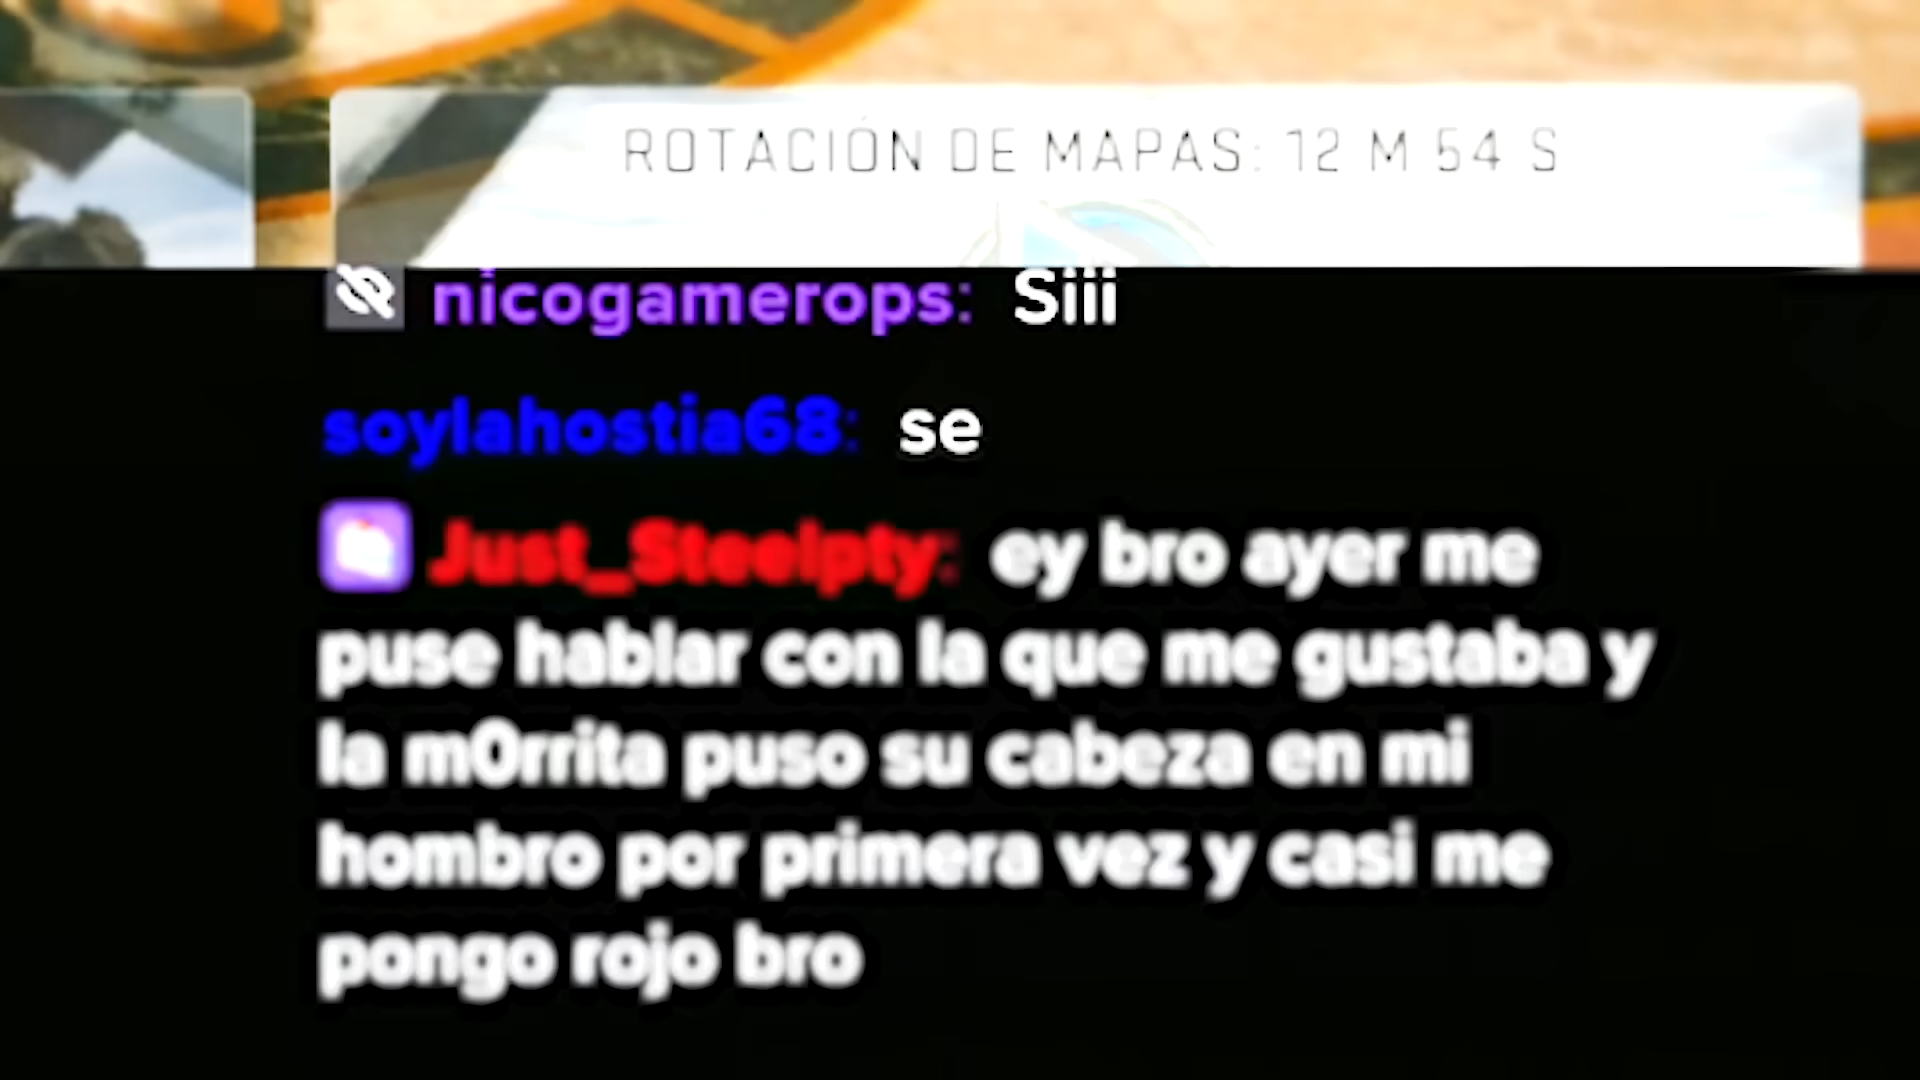 ROTACIÓN DE MAPAS: 12 M 54 S
nicogamerops: Siii
soylahostia68: se
Just_Steelpty: ey bro ayer me
puse hablar con la que me gustaba y
la m0rrita puso su cabeza en mi
hombro por primera vez y casi me
pongo rojo bro